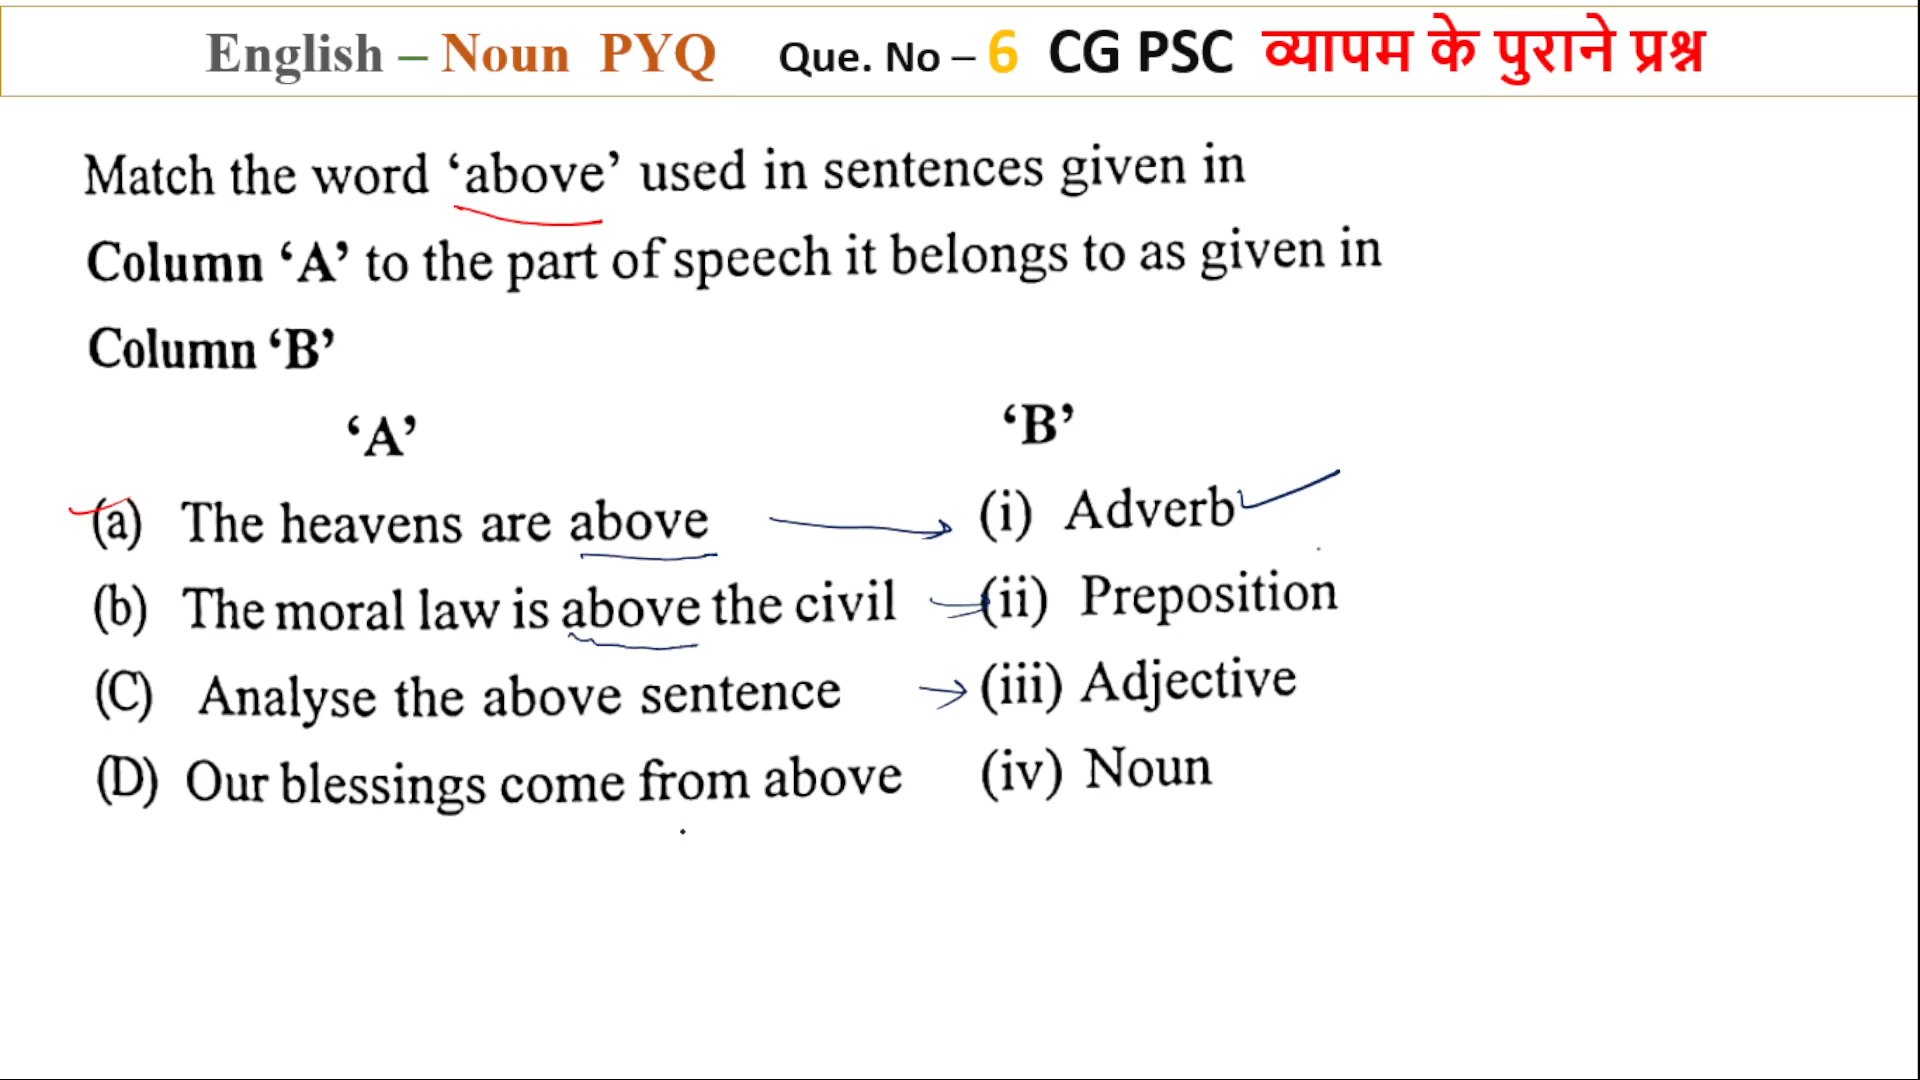 English – Noun PYQ Que. No – 6 CG PSC व्यापम के पुराने प्रश्न
Match the word ‘above’ used in sentences given in
Column ‘A’ to the part of speech it belongs to as given in
Column ‘B’
‘A’ ‘B’
(a) The heavens are above (i) Adverb
(b) The moral law is above the civil (ii) Preposition
(C) Analyse the above sentence (iii) Adjective
(D) Our blessings come from above (iv) Noun